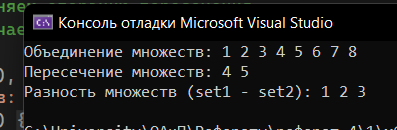 Консоль отладки Microsoft Visual Studio
Объединение множеств: 1 2 3 4 5 6 7 8
Пересечение множеств: 4 5
Разность множеств (set1 - set2): 1 2 3